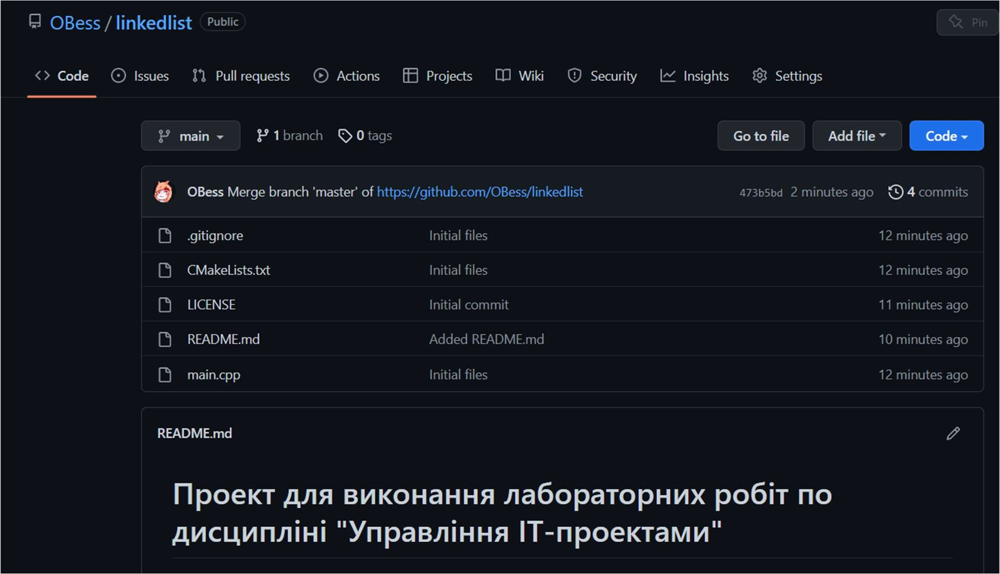 OBess / linkedlist Public
Pin
Code Issues Pull requests Actions Projects Wiki Security Insights Settings
main 1 branch 0 tags Go to file Add file Code
OBess Merge branch 'master' of https://github.com/OBess/linkedlist 473b5bd 2 minutes ago 4 commits
.gitignore Initial files 12 minutes ago
CMakeLists.txt Initial files 12 minutes ago
LICENSE Initial commit 11 minutes ago
README.md Added README.md 10 minutes ago
main.cpp Initial files 12 minutes ago
README.md
Проект для виконання лабораторних робіт по
дисципліні "Управління ІТ-проектами"